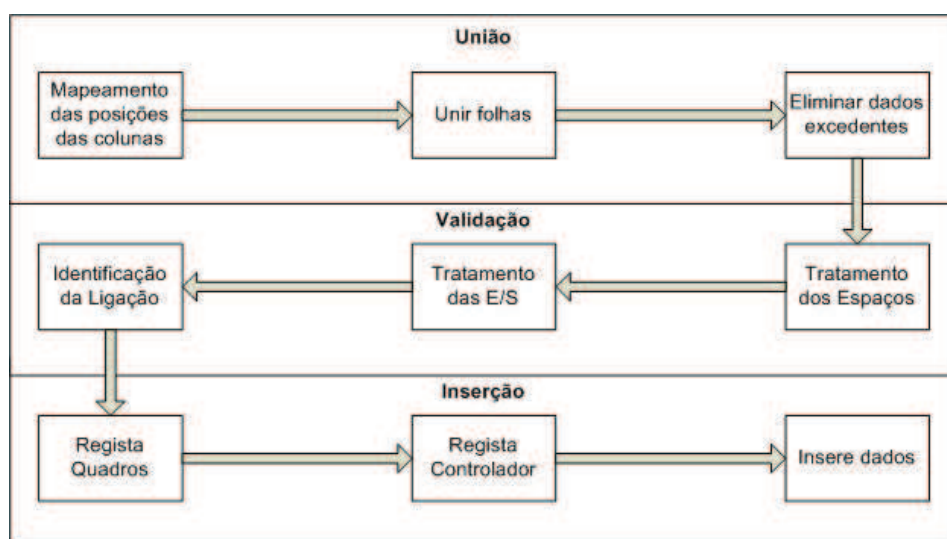 União
Mapeamento
das posições
das colunas
Unir folhas
Eliminar dados
excedentes
Validação
Identificação
da Ligação
Tratamento
das E/S
Tratamento
dos Espaços
Inserção
Regista
Quadros
Regista
Controlador
Insere dados